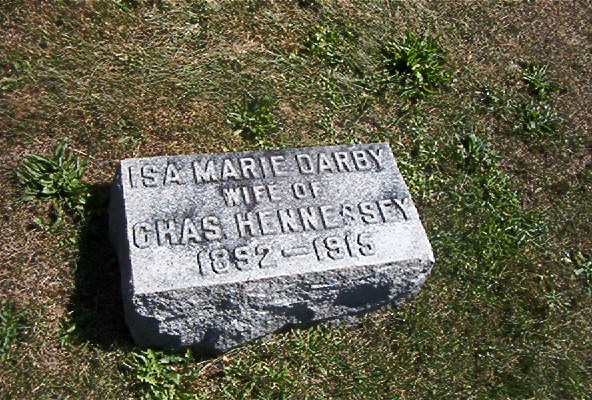 ISA MARIE DARBY
WIFE OF
CHAS. HENNESSEY
1892–1915